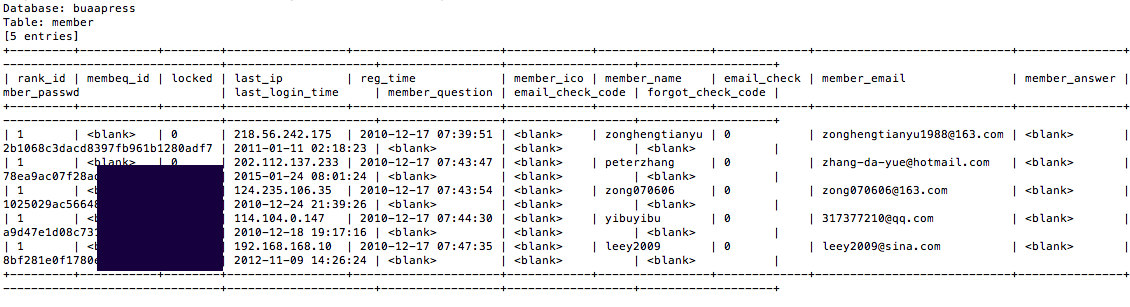 Database: buaapress
Table: member
[5 entries]
| rank_id | membeq_id | locked | last_ip | reg_time | member_ico | member_name | email_check | member_email | member_answer |
mber_passwd | last_login_time | member_question | email_check_code | forgot_check_code |
| 1 | <blank> | 0 | 218.56.242.175 | 2010-12-17 07:39:51 | <blank> | zonghengtianyu | 0 | zonghengtianyu1988@163.com | <blank> |
2b1068c3dacd8397fb961b1280adf7 | 2011-01-11 02:18:23 | <blank> | <blank> | <blank> |
| 1 | <blank> | 0 | 202.112.137.233 | 2010-12-17 07:43:47 | <blank> | peterzhang | 0 | zhang-da-yue@hotmail.com | <blank> |
78ea9ac07f28a | 2015-01-24 08:01:24 | <blank> | <blank> | <blank> |
| 1 | <b | 124.235.106.35 | 2010-12-17 07:43:54 | <blank> | zong070606 | 0 | zong070606@163.com | <blank> |
1025029ac5664 | 2010-12-24 21:39:26 | <blank> | <blank> | <blank> |
| 1 | <b | 114.104.0.147 | 2010-12-17 07:44:30 | <blank> | yibuyibu | 0 | 317377210@qq.com | <blank> |
a9d47e1d08c73 | 2010-12-18 19:17:16 | <blank> | <blank> | <blank> |
| 1 | <b | 192.168.168.10 | 2010-12-17 07:47:35 | <blank> | leey2009 | 0 | leey2009@sina.com | <blank> |
8bf281e0f1780 | 2012-11-09 14:26:24 | <blank> | <blank> | <blank> |